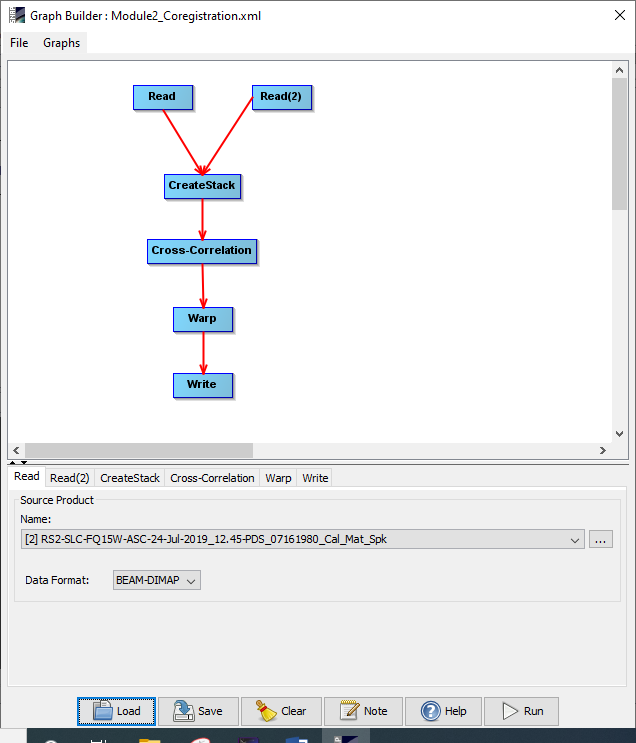 Graph Builder : Module2_Coregistration.xml
File Graphs
Read Read(2)
CreateStack
Cross-Correlation
Warp
Write
Read Read(2) CreateStack Cross-Correlation Warp Write
Source Product
Name:
[2] RS2-SLC-FQ15W-ASC-24-Jul-2019_12.45-PDS_07161980_Cal_Mat_Spk
...
Data Format: BEAM-DIMAP
Load Save Clear Note Help Run